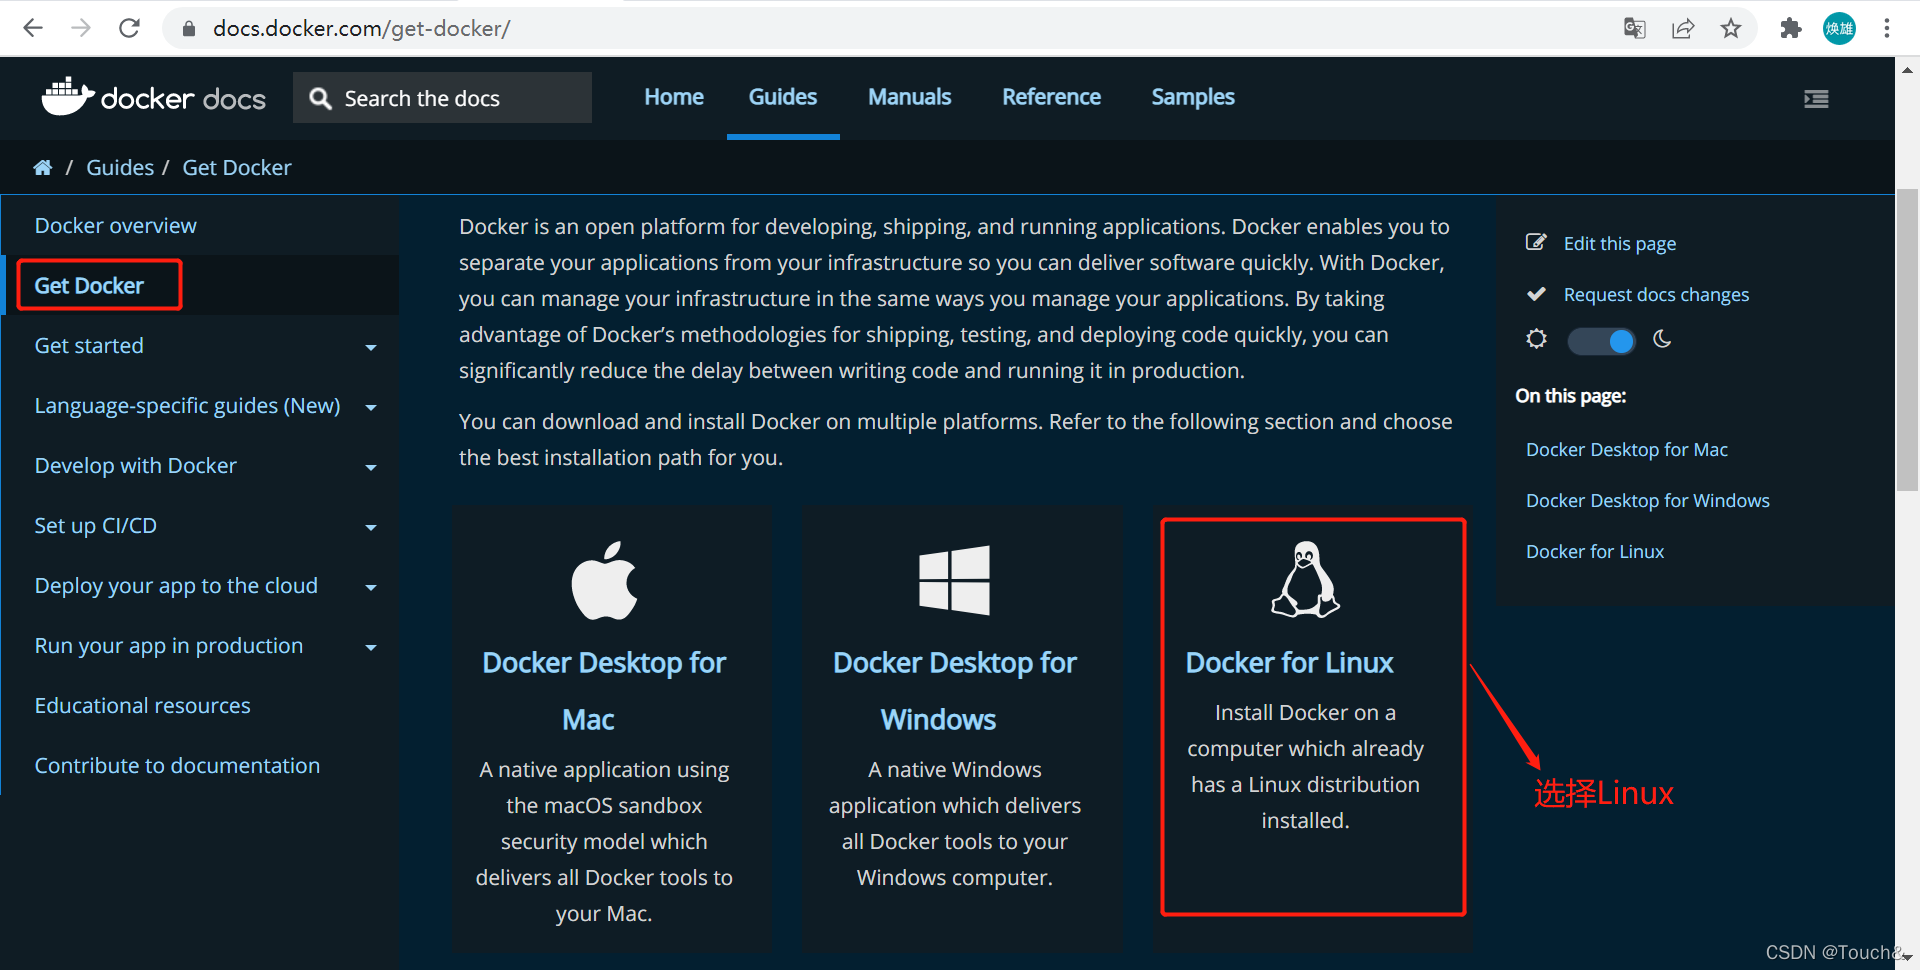 docs.docker.com/get-docker/
焕雄
docker docs
Search the docs
Home
Guides
Manuals
Reference
Samples
/ Guides / Get Docker
Docker overview
Get Docker
Get started
Language-specific guides (New)
Develop with Docker
Set up CI/CD
Deploy your app to the cloud
Run your app in production
Educational resources
Contribute to documentation
Docker is an open platform for developing, shipping, and running applications. Docker enables you to
separate your applications from your infrastructure so you can deliver software quickly. With Docker,
you can manage your infrastructure in the same ways you manage your applications. By taking
advantage of Docker’s methodologies for shipping, testing, and deploying code quickly, you can
significantly reduce the delay between writing code and running it in production.
You can download and install Docker on multiple platforms. Refer to the following section and choose
the best installation path for you.
Docker Desktop for
Mac
A native application using
the macOS sandbox
security model which
delivers all Docker tools to
your Mac.
Docker Desktop for
Windows
A native Windows
application which delivers
all Docker tools to your
Windows computer.
Docker for Linux
Install Docker on a
computer which already
has a Linux distribution
installed.
选择Linux
Edit this page
Request docs changes
On this page:
Docker Desktop for Mac
Docker Desktop for Windows
Docker for Linux
CSDN @Touch&